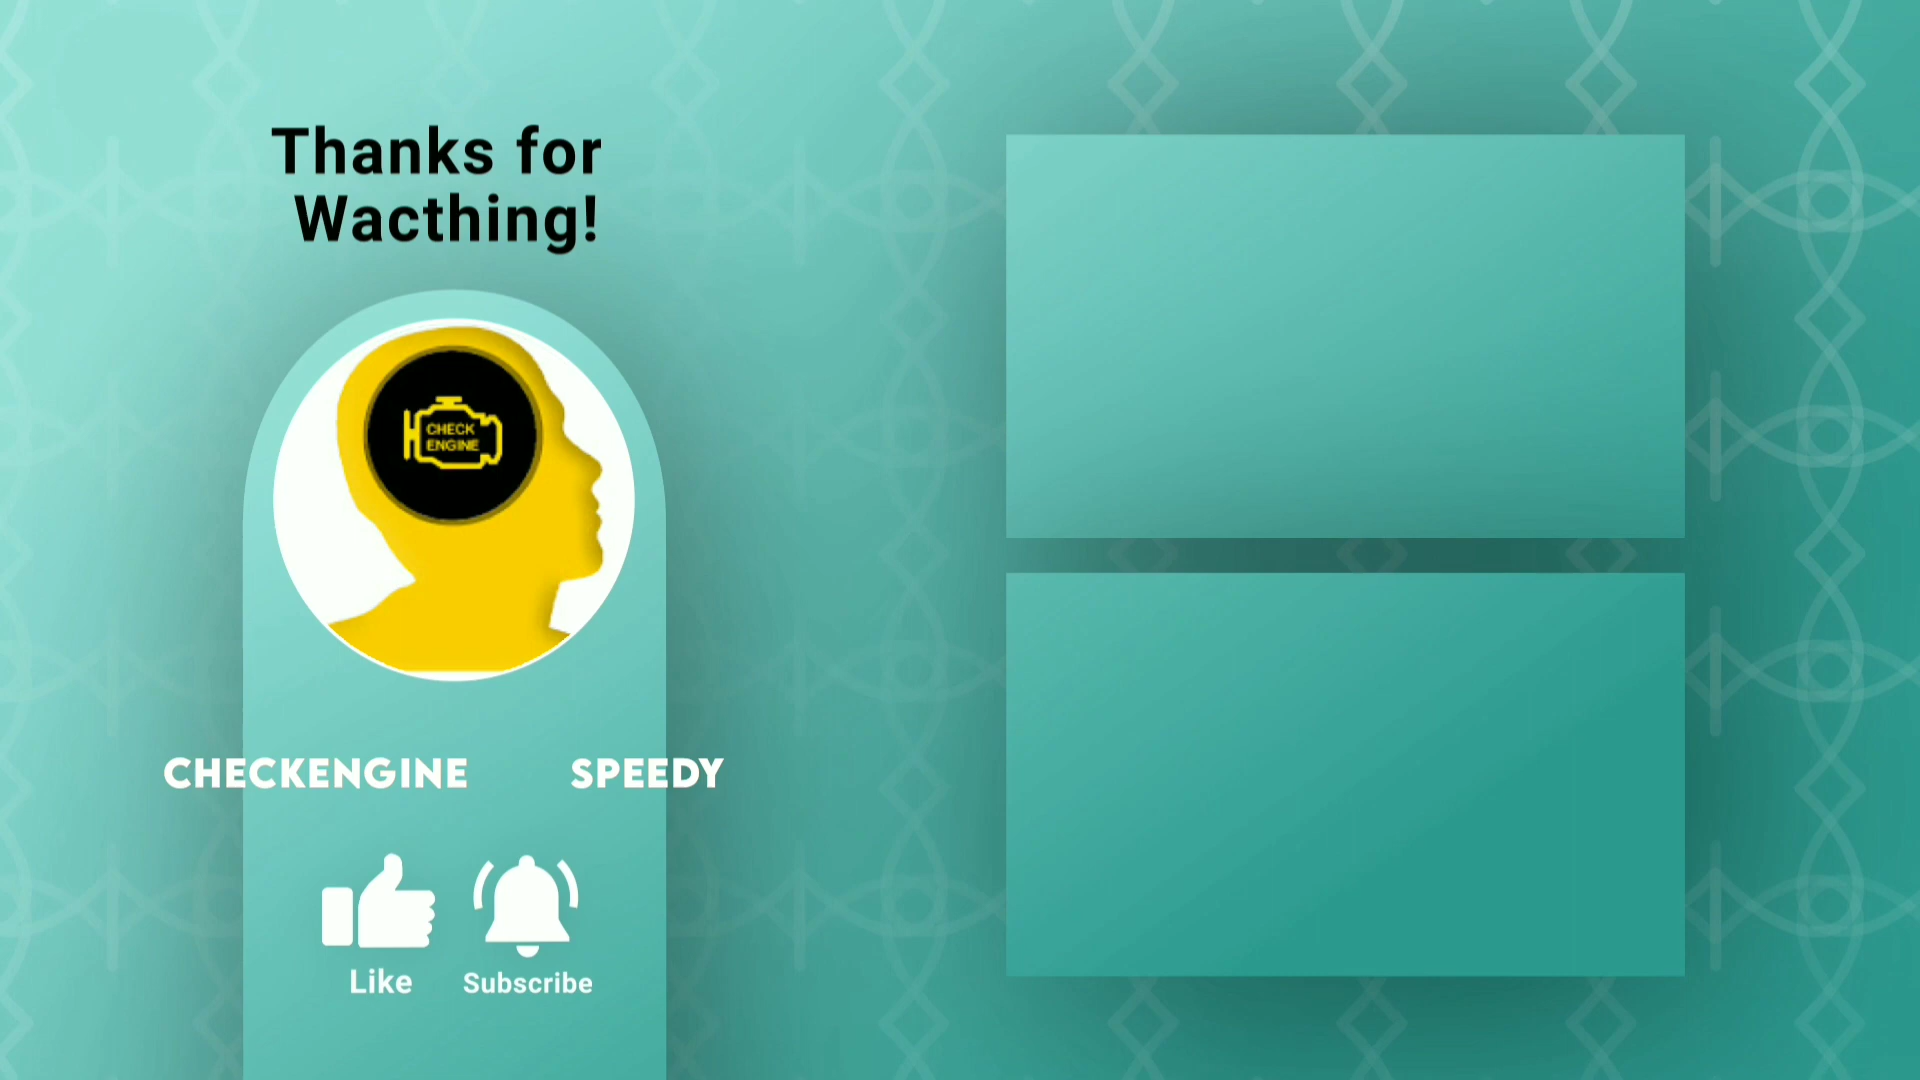 Thanks for
Wacthing!
CHECK
ENGINE
CHECKENGINE SPEEDY
Like Subscribe